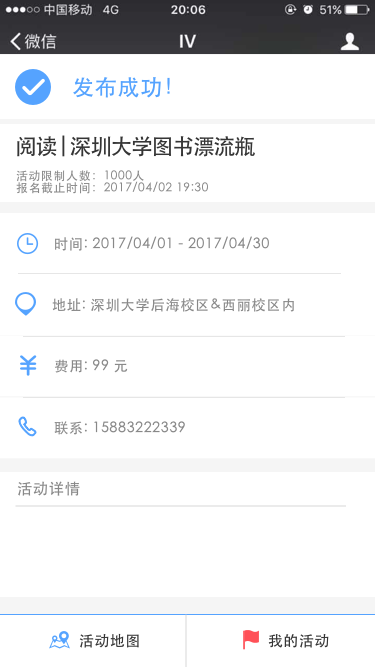 中国移动 4G 20:06 51%
微信 IV
发布成功！
阅读|深圳大学图书漂流瓶
活动限制人数：1000人
报名截止时间：2017/04/02 19:30
时间: 2017/04/01 - 2017/04/30
地址: 深圳大学后海校区&西丽校区内
费用: 99 元
联系: 15883222339
活动详情
活动地图 我的活动